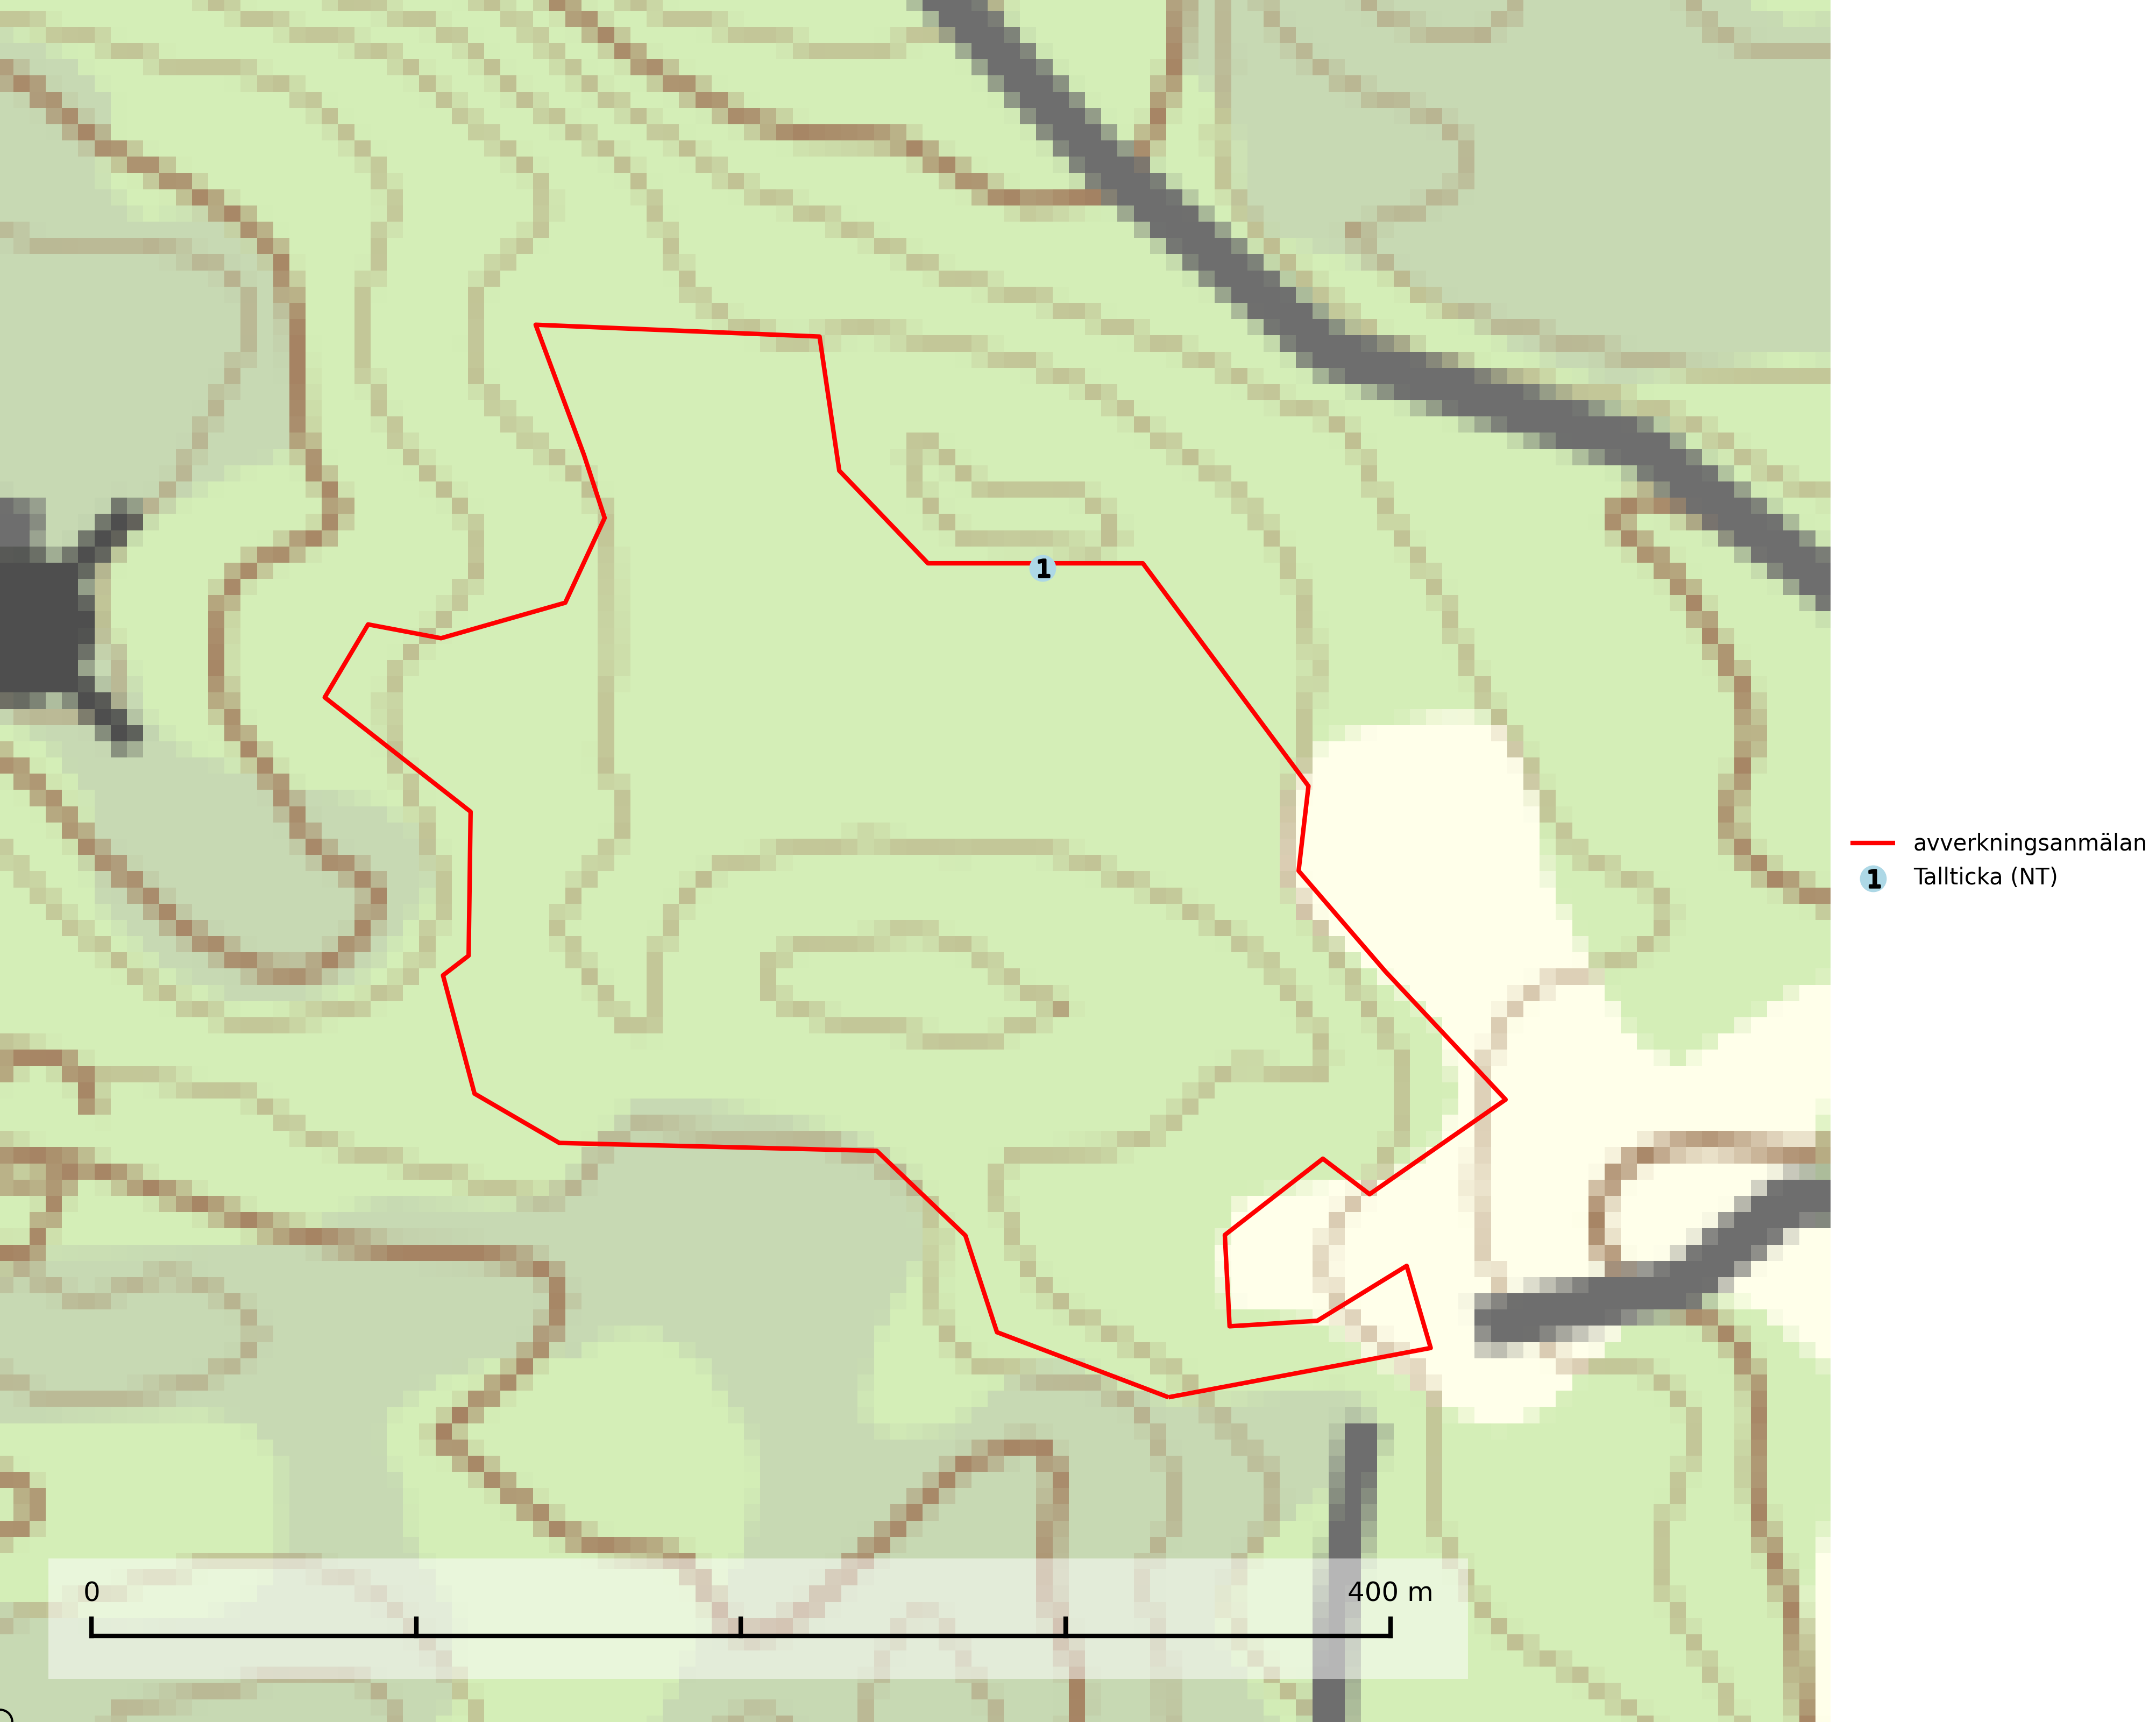 1
avverkningsanmälan
1 Tallticka (NT)
0 400 m